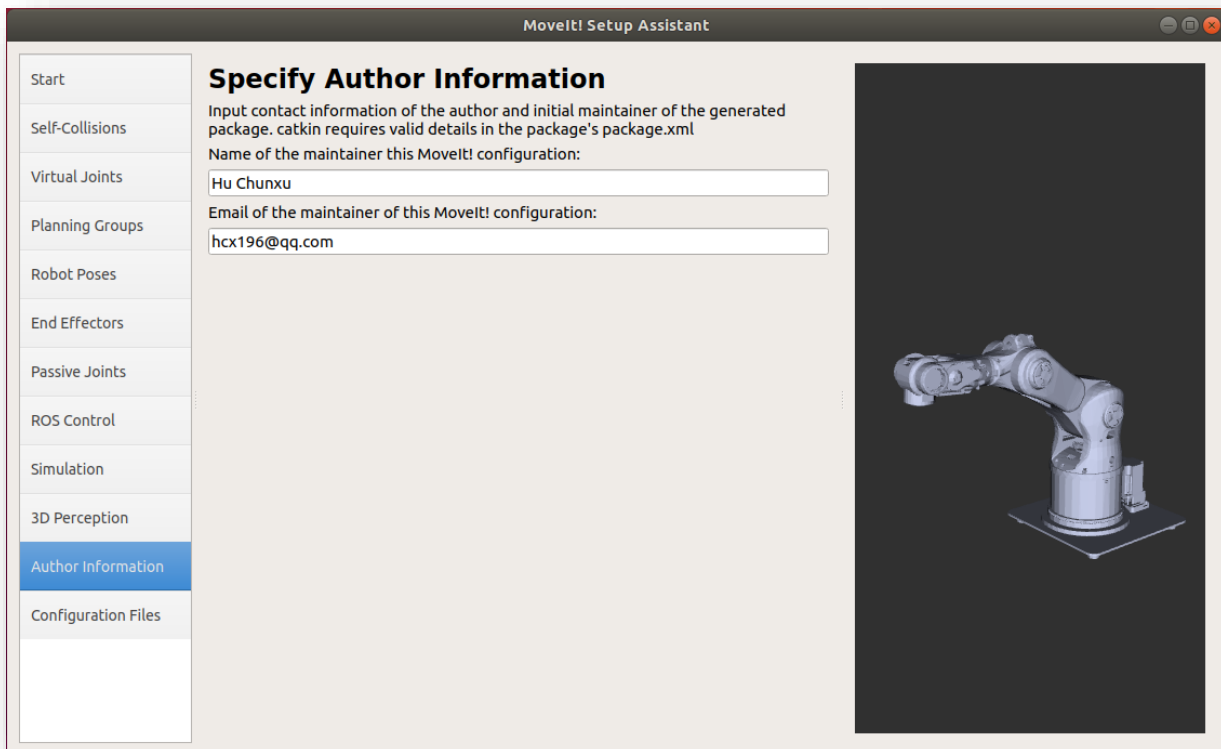 MoveIt! Setup Assistant
Start
Self-Collisions
Virtual Joints
Planning Groups
Robot Poses
End Effectors
Passive Joints
ROS Control
Simulation
3D Perception
Author Information
Configuration Files
Specify Author Information
Input contact information of the author and initial maintainer of the generated
package. catkin requires valid details in the package's package.xml
Name of the maintainer this MoveIt! configuration:
Hu Chunxu
Email of the maintainer of this MoveIt! configuration:
hcx196@qq.com